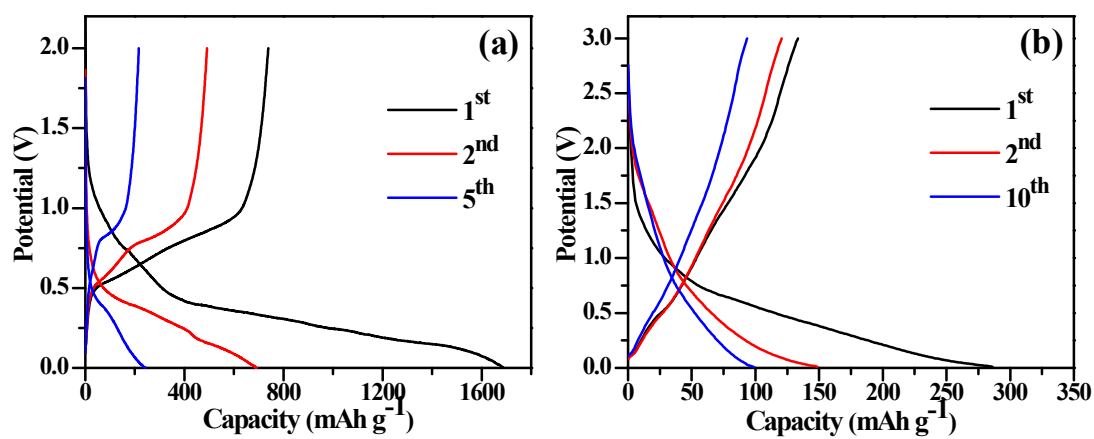 (a)
2.0
1.5
1.0
0.5
0.0
Potential (V)
1st
2nd
5th
0 400 800 1200 1600
Capacity (mAh g-1)
(b)
3.0
2.5
2.0
1.5
1.0
0.5
0.0
Potential (V)
1st
2nd
10th
0 50 100 150 200 250 300 350
Capacity (mAh g-1)